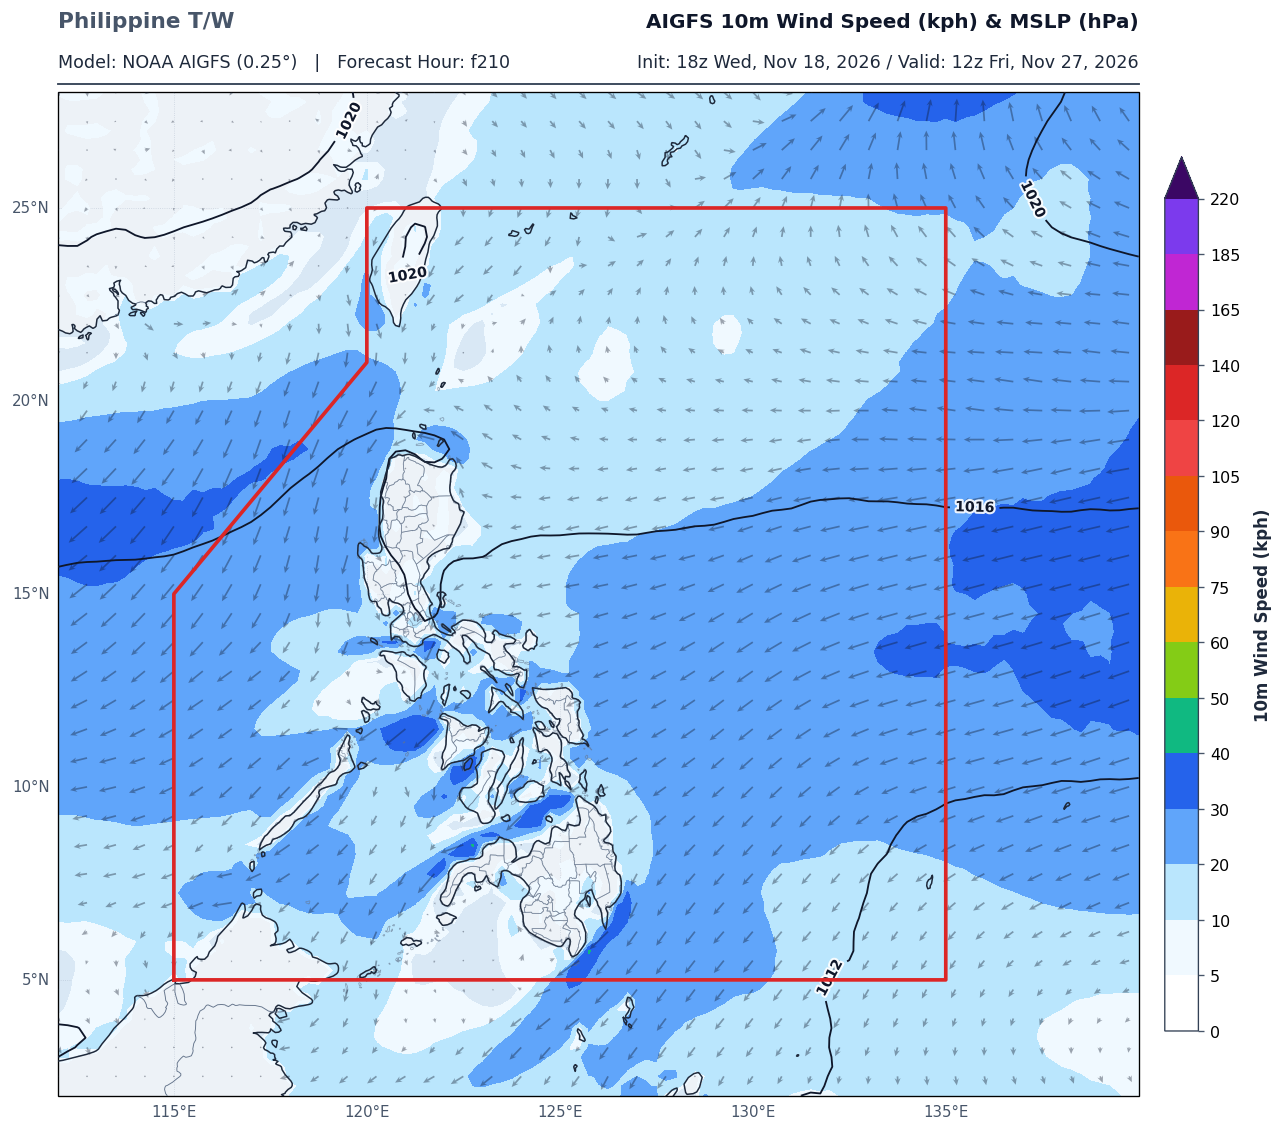 Philippine T/W
AIGFS 10m Wind Speed (kph) & MSLP (hPa)
Model: NOAA AIGFS (0.25°) | Forecast Hour: f210
Init: 18z Wed, Nov 18, 2026 / Valid: 12z Fri, Nov 27, 2026
1020
1020
1020
1016
1012
25°N
20°N
15°N
10°N
5°N
115°E
120°E
125°E
130°E
135°E
220
185
165
140
120
105
90
75
60
50
40
30
20
10
5
0
10m Wind Speed (kph)